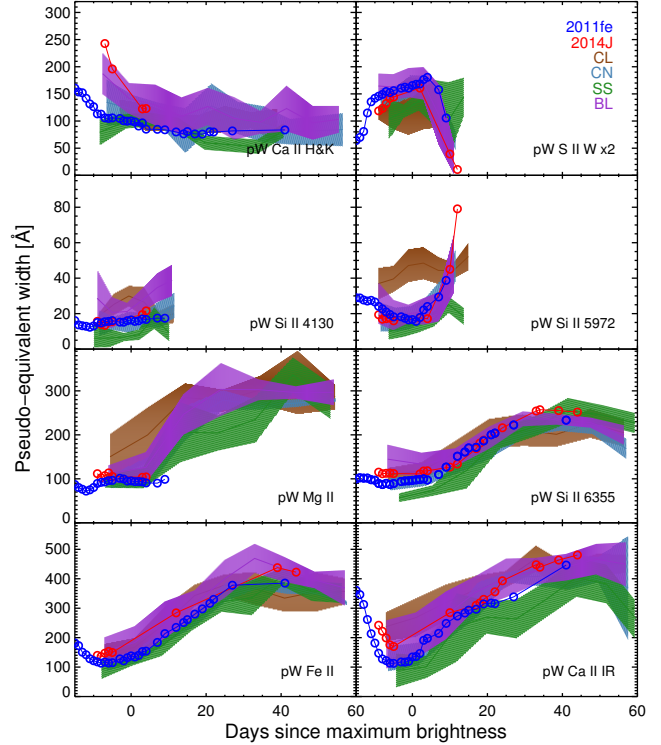 300
250
200
150
100
50
0
pW Ca II H&K
2011fe
2014J
CL
CN
SS
BL
pW S II W x2
80
60
40
20
0
pW Si II 4130
pW Si II 5972
300
200
100
0
pW Mg II
pW Si II 6355
500
400
300
200
100
0
pW Fe II
pW Ca II IR
0 20 40 60 0 20 40 60
Pseudo-equivalent width [Å]
Days since maximum brightness